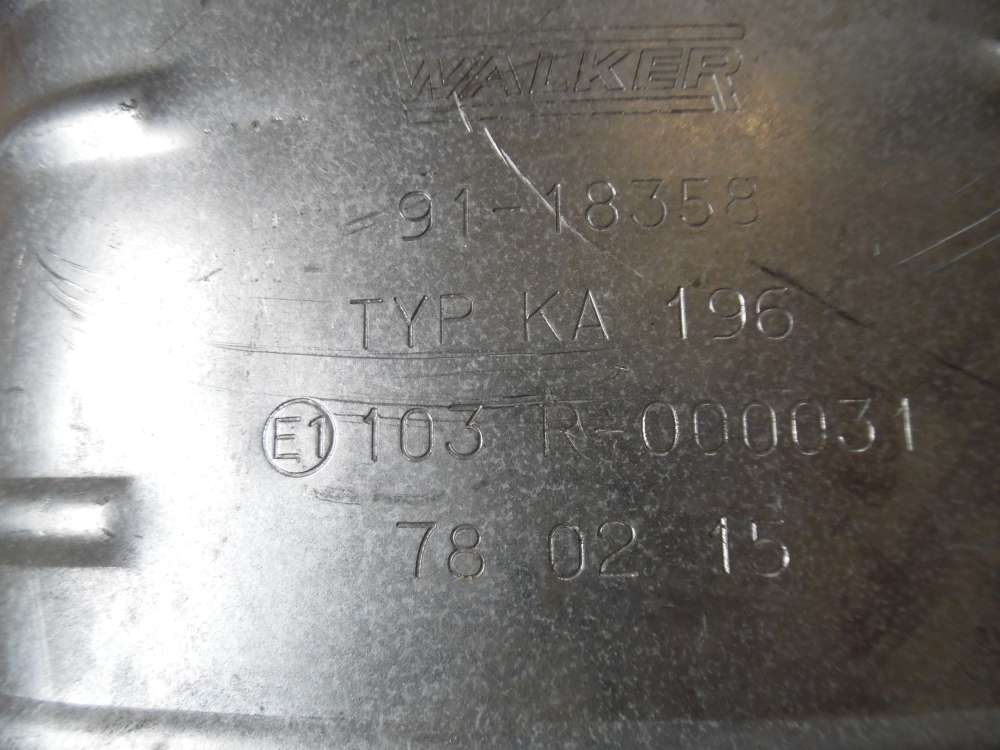 WALKER
91-18358
TYP KA 196
E1 103 R-000031
78 02 15